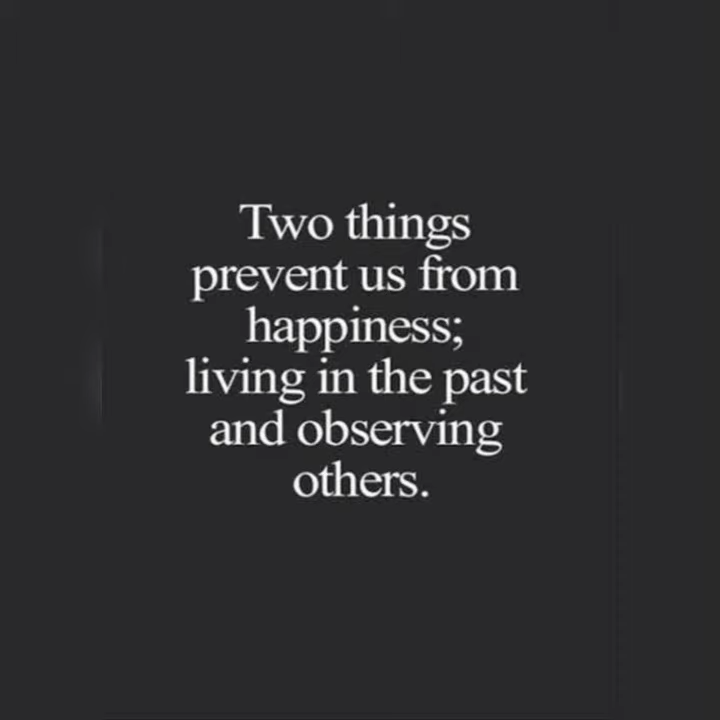 Two things
prevent us from
happiness;
living in the past
and observing
others.